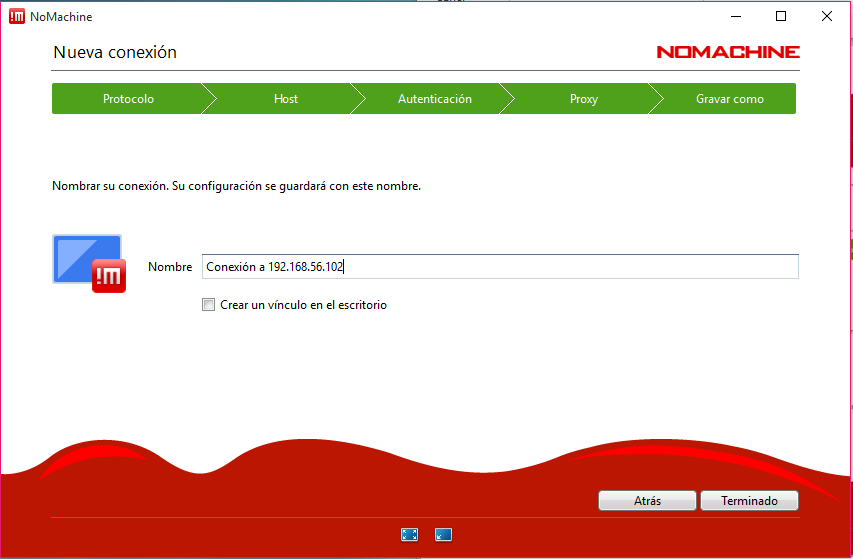 !m NoMachine
Nueva conexión
NOMACHINE
Protocolo
Host
Autenticación
Proxy
Gravar como
Nombrar su conexión. Su configuración se guardará con este nombre.
!m
Nombre
Conexión a 192.168.56.102
Crear un vínculo en el escritorio
Atrás
Terminado